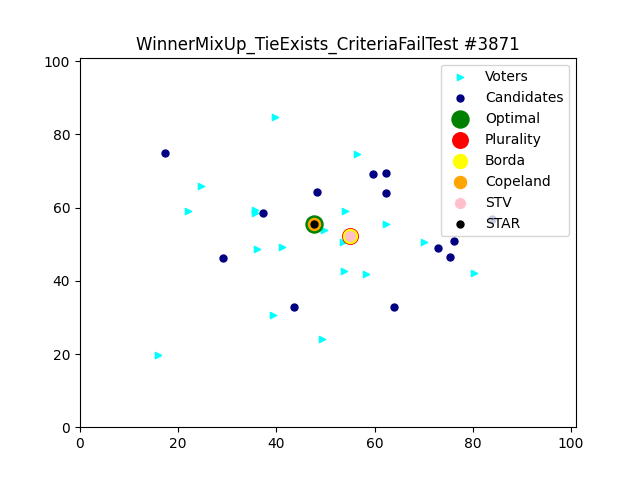 WinnerMixUp_TieExists_CriteriaFailTest #3871
100
80
60
40
20
0
0 20 40 60 80 100
Voters
Candidates
Optimal
Plurality
Borda
Copeland
STV
STAR